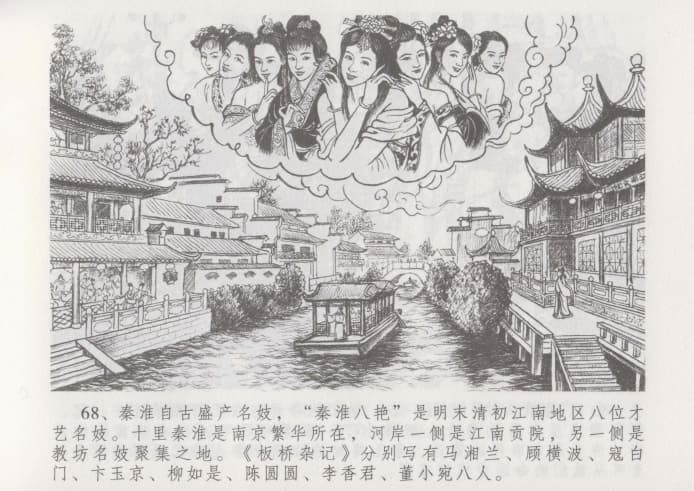 68、秦淮自古盛产名妓，“秦淮八艳”是明末清初江南地区八位才
艺名妓。十里秦淮是南京繁华所在，河岸一侧是江南贡院，另一侧是
教坊名妓聚集之地。《板桥杂记》分别写有马湘兰、顾横波、寇白
门、卞玉京、柳如是、陈圆圆、李香君、董小宛八人。